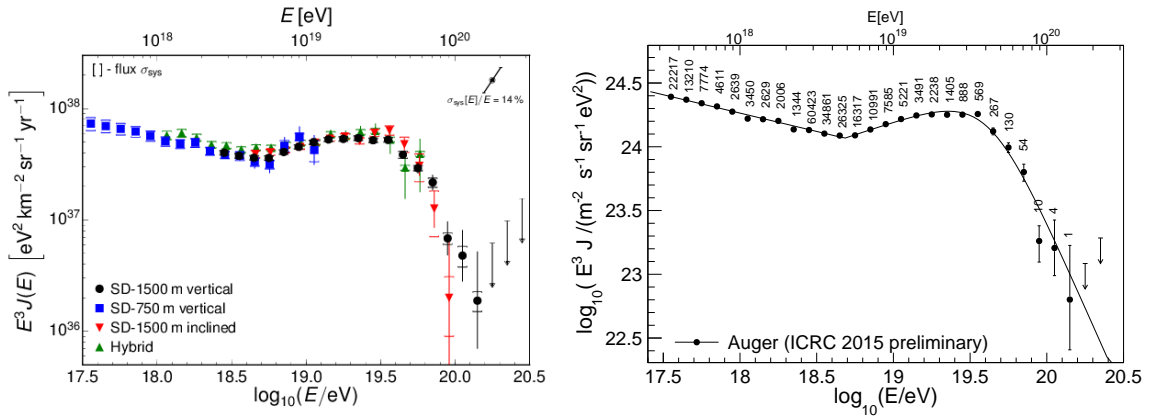 E [eV]
10^18 10^19 10^20
[ ] - flux σ_sys
σ_sys[E]/E = 14%
E^3 J(E) [eV^2 km^-2 sr^-1 yr^-1]
10^38
10^37
10^36
SD-1500 m vertical
SD-750 m vertical
SD-1500 m inclined
Hybrid
17.5 18.0 18.5 19.0 19.5 20.0 20.5
log_10(E/eV)
E[eV]
10^18 10^19 10^20
log_10( E^3 J /(m^-2 s^-1 sr^-1 eV^2))
24.5
24
23.5
23
22.5
22217
13210
7774
4611
2639
3450
2629
2006
1344
60423
34861
26325
16317
10991
7585
5221
3491
2238
1405
888
569
267
130
54
10
4
1
Auger (ICRC 2015 preliminary)
17.5 18 18.5 19 19.5 20 20.5
log_10(E/eV)